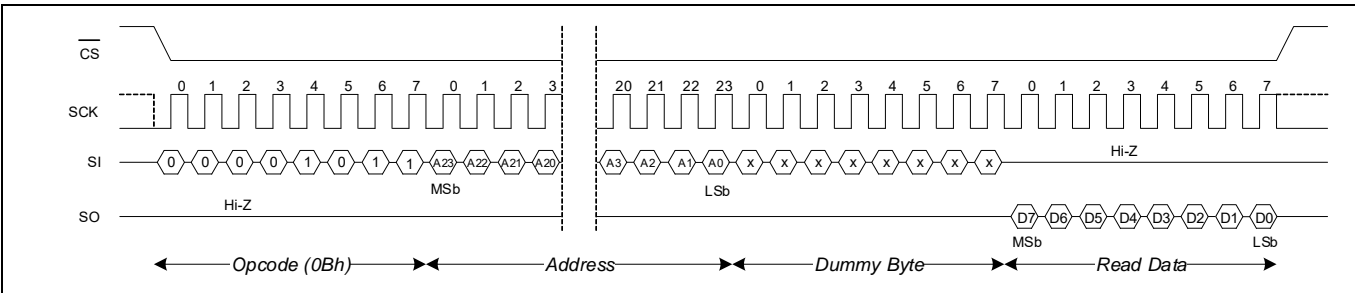 CS
0 1 2 3 4 5 6 7 0 1 2 3 20 21 22 23 0 1 2 3 4 5 6 7 0 1 2 3 4 5 6 7
SCK
Hi-Z
SI 0 0 0 0 1 0 1 1 A23 A22 A21 A20 A3 A2 A1 A0 x x x x x x x x
MSb LSb
Hi-Z
SO D7 D6 D5 D4 D3 D2 D1 D0
MSb LSb
Opcode (0Bh) Address Dummy Byte Read Data